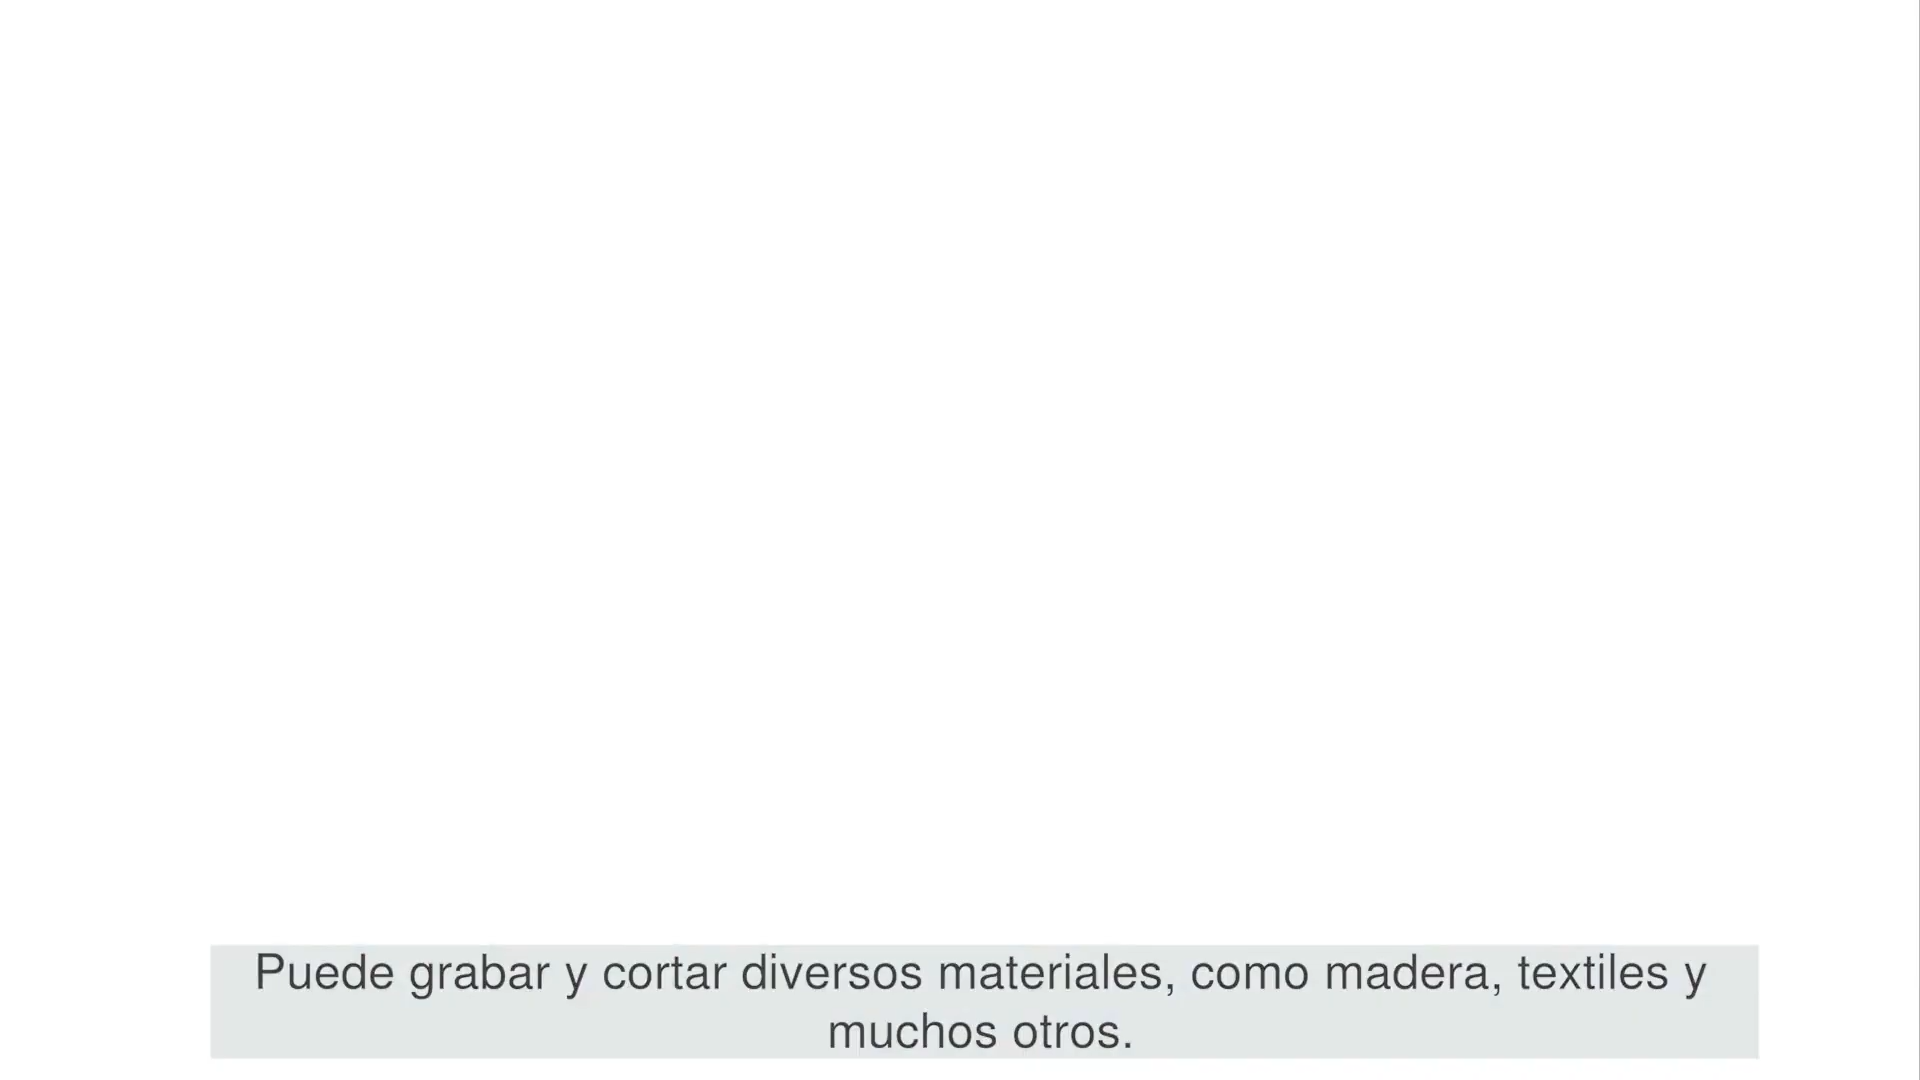 Puede grabar y cortar diversos materiales, como madera, textiles y
muchos otros.